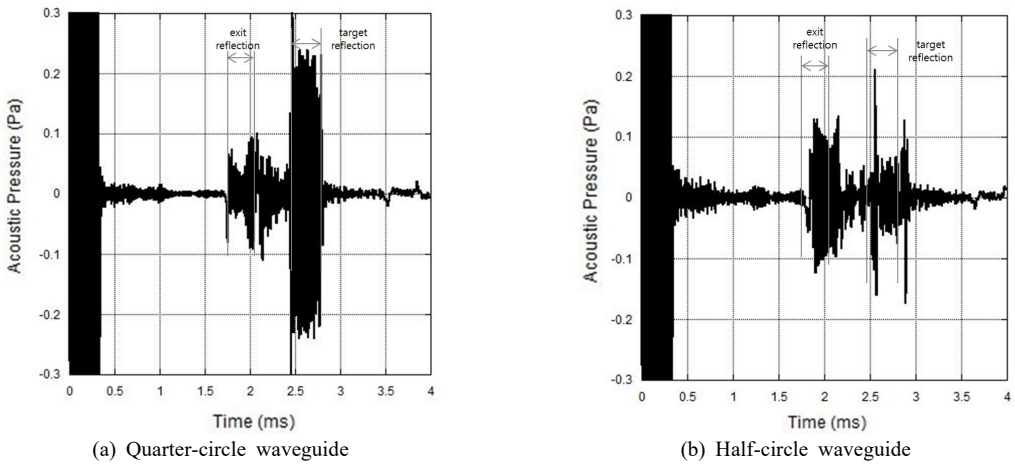 0.3
0.2
0.1
0
-0.1
-0.2
-0.3
Acoustic Pressure (Pa)
exit
reflection
target
reflection
0 0.5 1 1.5 2 2.5 3 3.5 4
Time (ms)
(a) Quarter-circle waveguide
0.3
0.2
0.1
0
-0.1
-0.2
-0.3
Acoustic Pressure (Pa)
exit
reflection
target
reflection
0 0.5 1 1.5 2 2.5 3 3.5 4
Time (ms)
(b) Half-circle waveguide